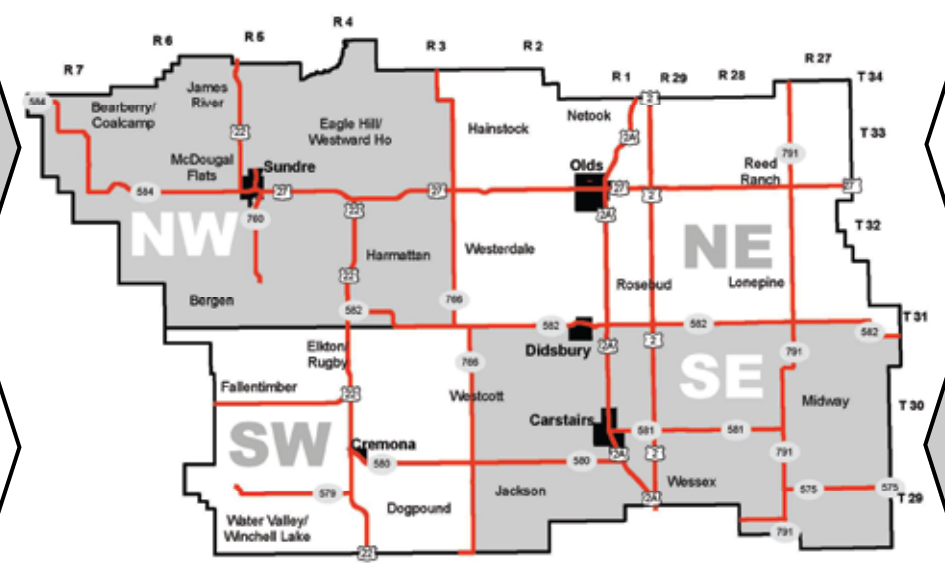 R 7
R 6
R 5
R 4
R 3
R 2
R 1
R 29
R 28
R 27
T 34
584
Bearberry/
Coalcamp
James
River
22
Eagle Hill/
Westward Ho
Hainstock
Netook
2
2A
T 33
791
McDougal
Flats
Sundre
584
27
27
Olds
27
2
Reed
Ranch
27
NW
760
22
2A
T 32
NE
Harmattan
Westerdale
22
Rosebud
Lonepine
Bergen
766
582
582
582
582
T 31
Didsbury
2A
2
791
Elkton/
Rugby
766
SE
Fallentimber
22
Westcott
Midway
T 30
SW
Carstairs
581
581
Cremona
580
580
2A
2
791
579
Jackson
Wessex
575
575
T 29
2A
Dogpound
Water Valley/
Winchell Lake
791
22